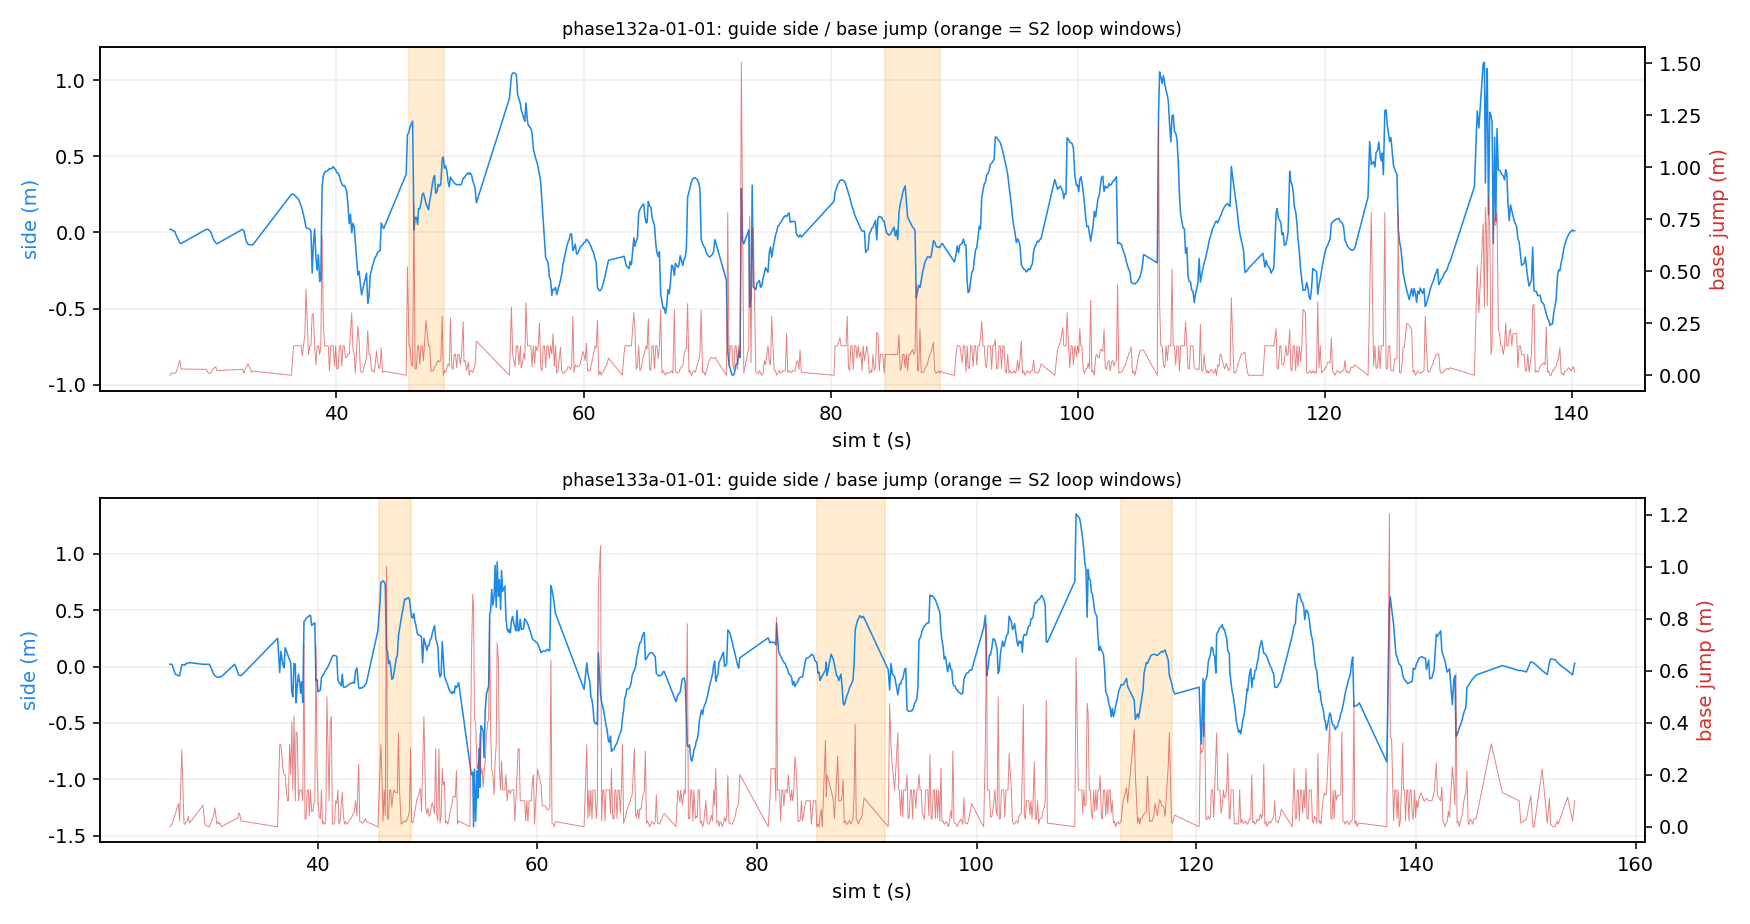 phase132a-01-01: guide side / base jump (orange = S2 loop windows)
1.0
0.5
0.0
-0.5
-1.0
side (m)
1.50
1.25
1.00
0.75
0.50
0.25
0.00
base jump (m)
40 60 80 100 120 140
sim t (s)
phase133a-01-01: guide side / base jump (orange = S2 loop windows)
1.0
0.5
0.0
-0.5
-1.0
-1.5
side (m)
1.2
1.0
0.8
0.6
0.4
0.2
0.0
base jump (m)
40 60 80 100 120 140 160
sim t (s)